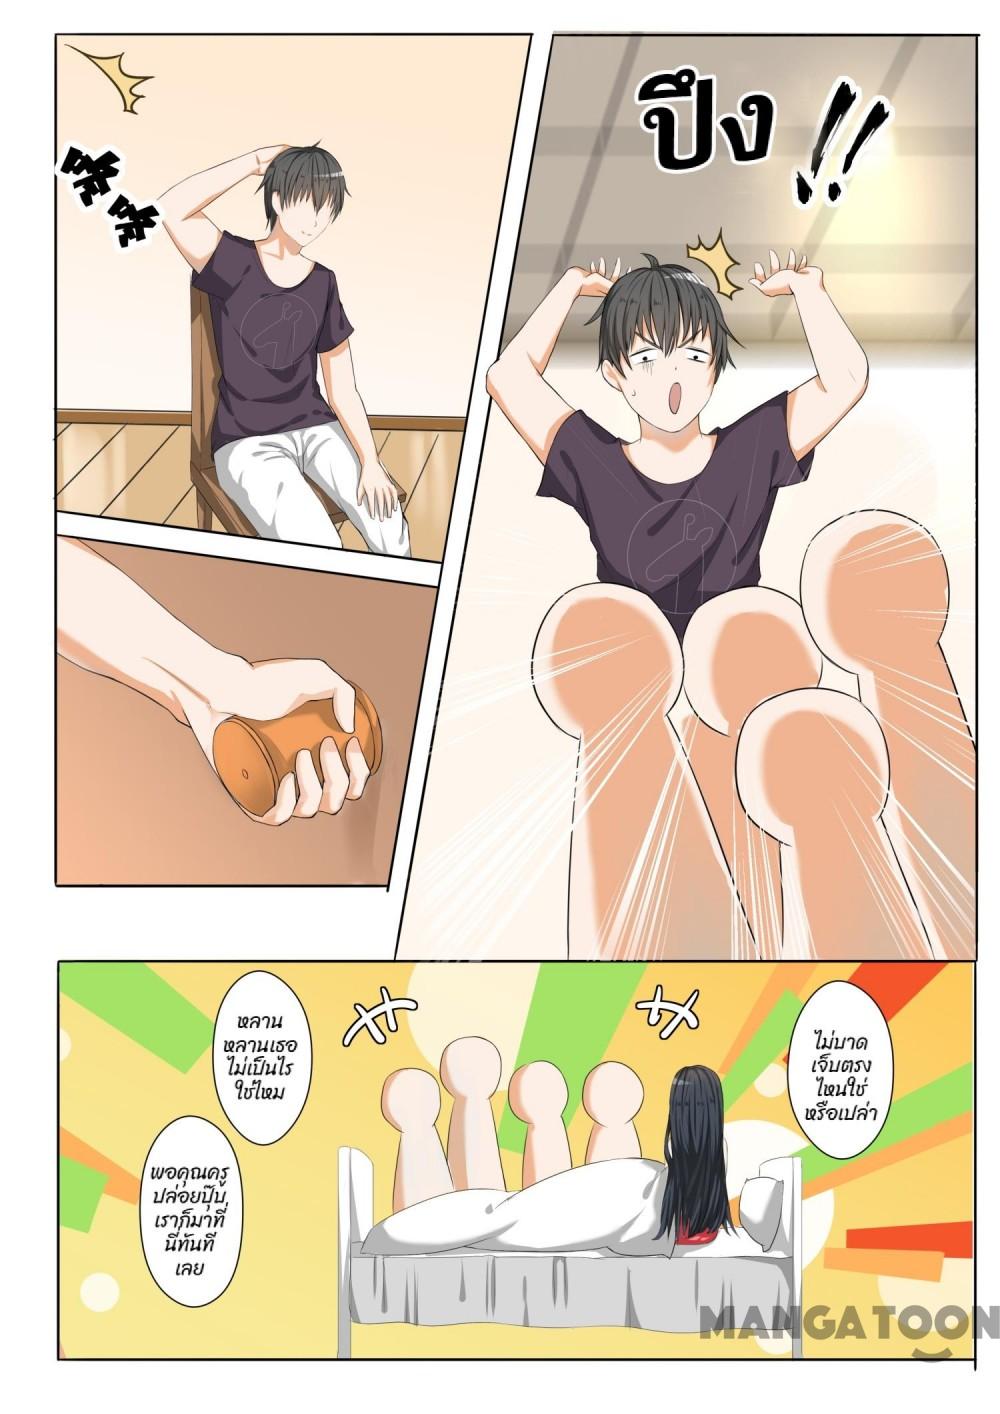 ปึง !!
咚咚
ไม่บาด
เจ็บตรง
ไหนใช่
หรือเปล่า
หลาน
หลานเธอ
ไม่เป็นไร
ใช่ไหม
พอคุณครู
ปล่อยปุ๊บ
เราก็มาที่
นี่ทันที
เลย
MANGATOON